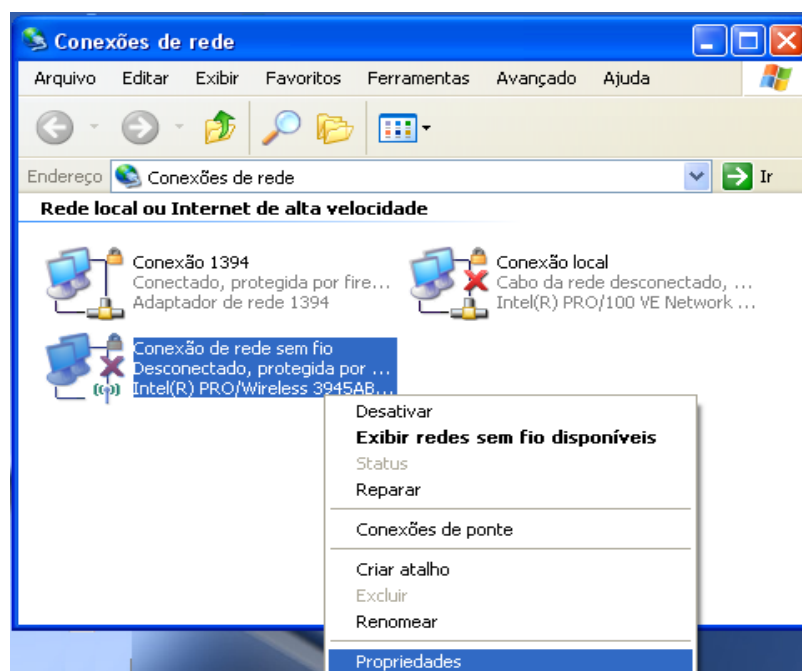 Conexões de rede
Arquivo Editar Exibir Favoritos Ferramentas Avançado Ajuda
Endereço Conexões de rede Ir
Rede local ou Internet de alta velocidade
Conexão 1394
Conectado, protegida por fire...
Adaptador de rede 1394
Conexão local
Cabo da rede desconectado, ...
Intel(R) PRO/100 VE Network ...
Conexão de rede sem fio
Desconectado, protegida por ...
Intel(R) PRO/Wireless 3945AB...
Desativar
Exibir redes sem fio disponíveis
Status
Reparar
Conexões de ponte
Criar atalho
Excluir
Renomear
Propriedades